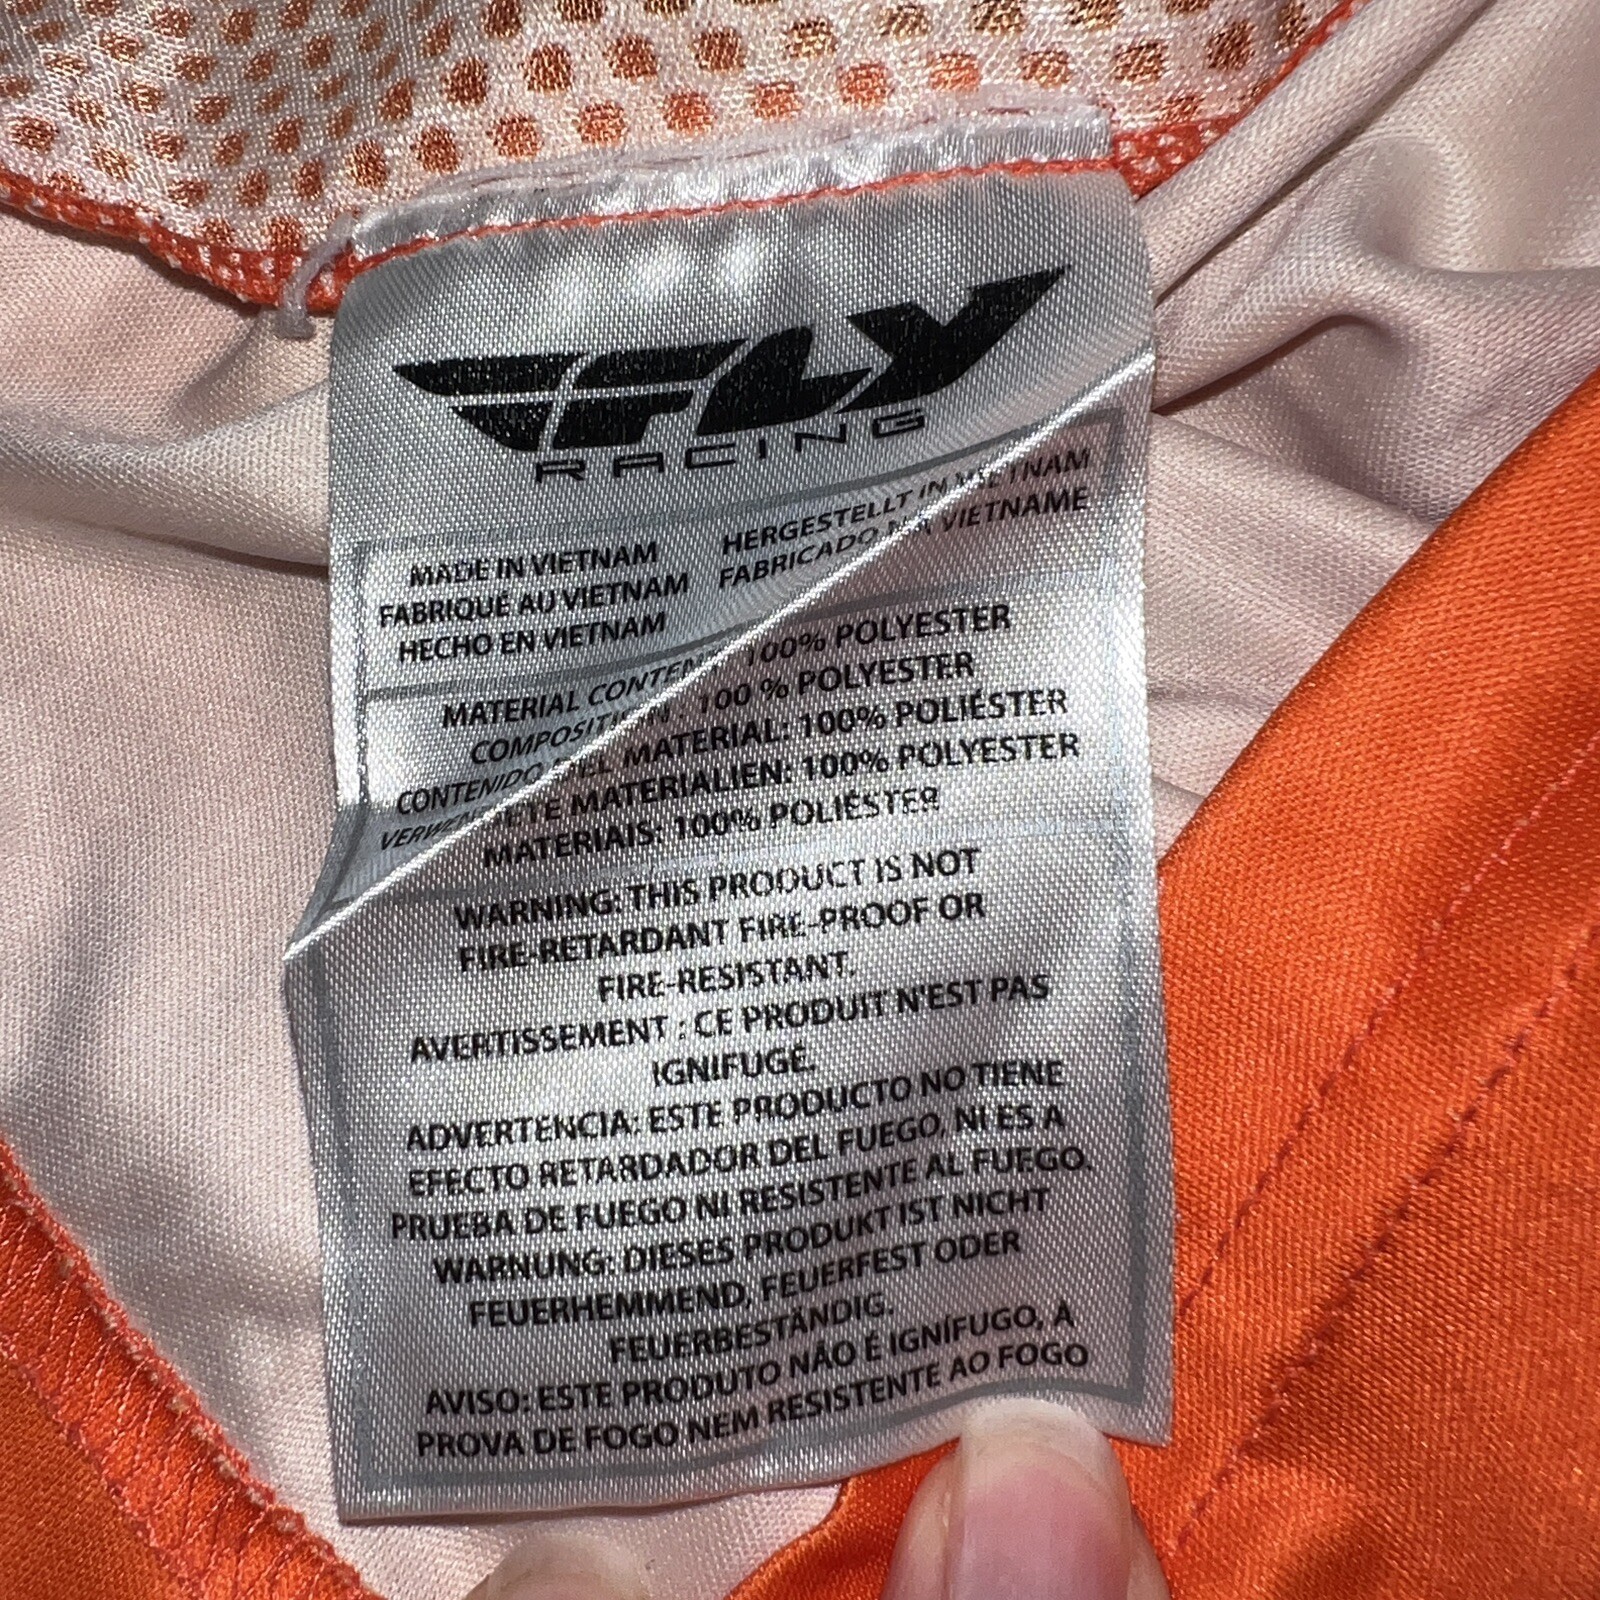 FLY
RACING
MADE IN VIETNAM
FABRIQUÉ AU VIETNAM
HECHO EN VIETNAM
HERGESTELLT IN VIETNAM
FABRICADO NA VIETNAME
MATERIAL CONTENT: 100% POLYESTER
COMPOSITION : 100 % POLYESTER
CONTENIDO DEL MATERIAL: 100% POLIÉSTER
MATERIALIEN: 100% POLYESTER
MATERIAIS: 100% POLIÉSTER
WARNING: THIS PRODUCT IS NOT
FIRE-RETARDANT FIRE-PROOF OR
FIRE-RESISTANT.
AVERTISSEMENT : CE PRODUIT N'EST PAS
IGNIFUGÉ.
ADVERTENCIA: ESTE PRODUCTO NO TIENE
EFECTO RETARDADOR DEL FUEGO, NI ES A
PRUEBA DE FUEGO NI RESISTENTE AL FUEGO.
WARNUNG: DIESES PRODUKT IST NICHT
FEUERHEMMEND, FEUERFEST ODER
FEUERBESTÄNDIG.
AVISO: ESTE PRODUTO NÃO É IGNÍFUGO, À
PROVA DE FOGO NEM RESISTENTE AO FOGO